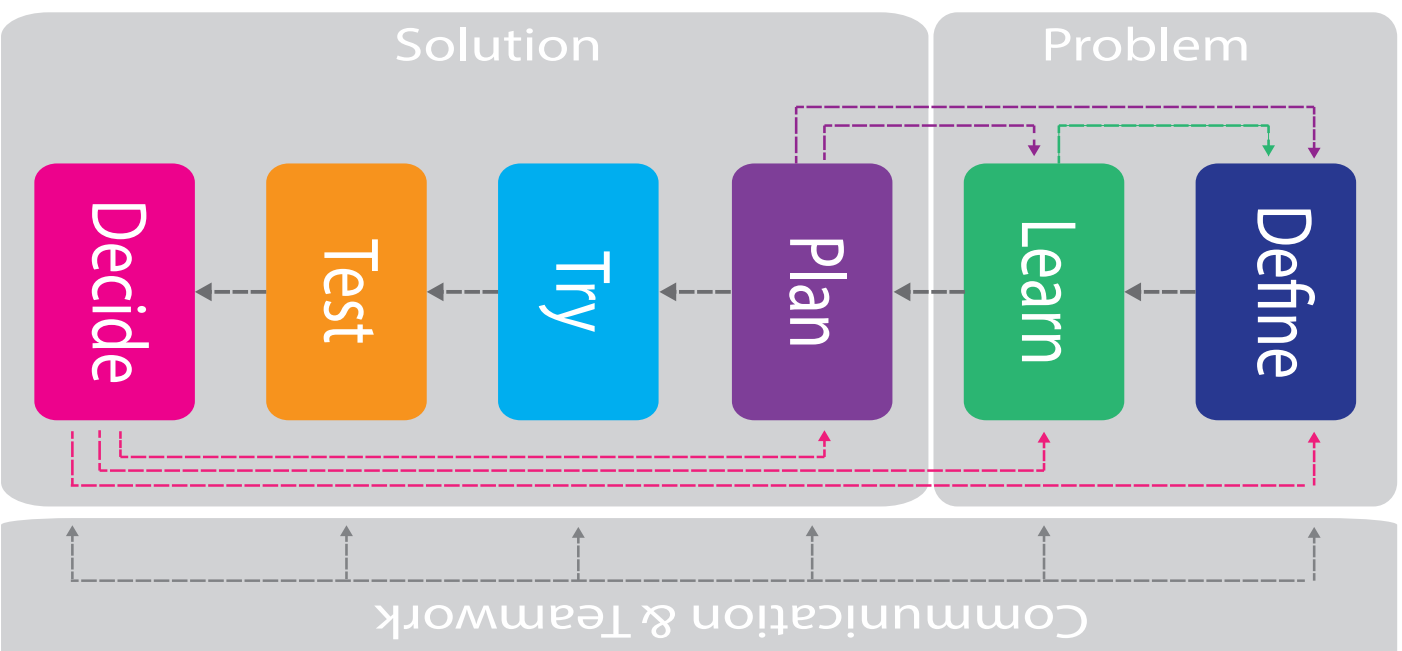 Solution
Problem
Decide
Test
Try
Plan
Learn
Define
Communication & Teamwork